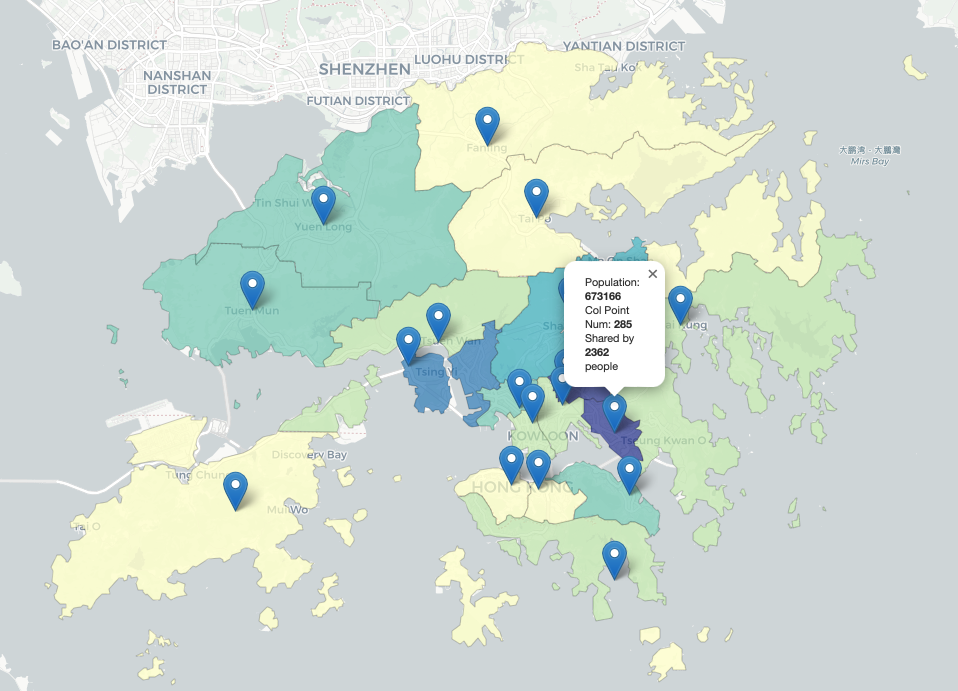 BAO'AN DISTRICT
YANTIAN DISTRICT
LUOHU DISTRICT
SHENZHEN
Sha Tau Kok
NANSHAN
DISTRICT
FUTIAN DISTRICT
Fanling
大鹏湾 - 大鵬灣
Mirs Bay
Tin Shui W
Tai Po
Yuen Long
Population:
673166
Col Point
Num: 285
Shared by
2362
people
×
Tuen Mun
Sha
ai Kung
Tsuen Wan
Tsing Yi
KOWLOON
Tseung Kwan O
Discovery Bay
Tung Chung
HONG KONG
Mui Wo
Tai O